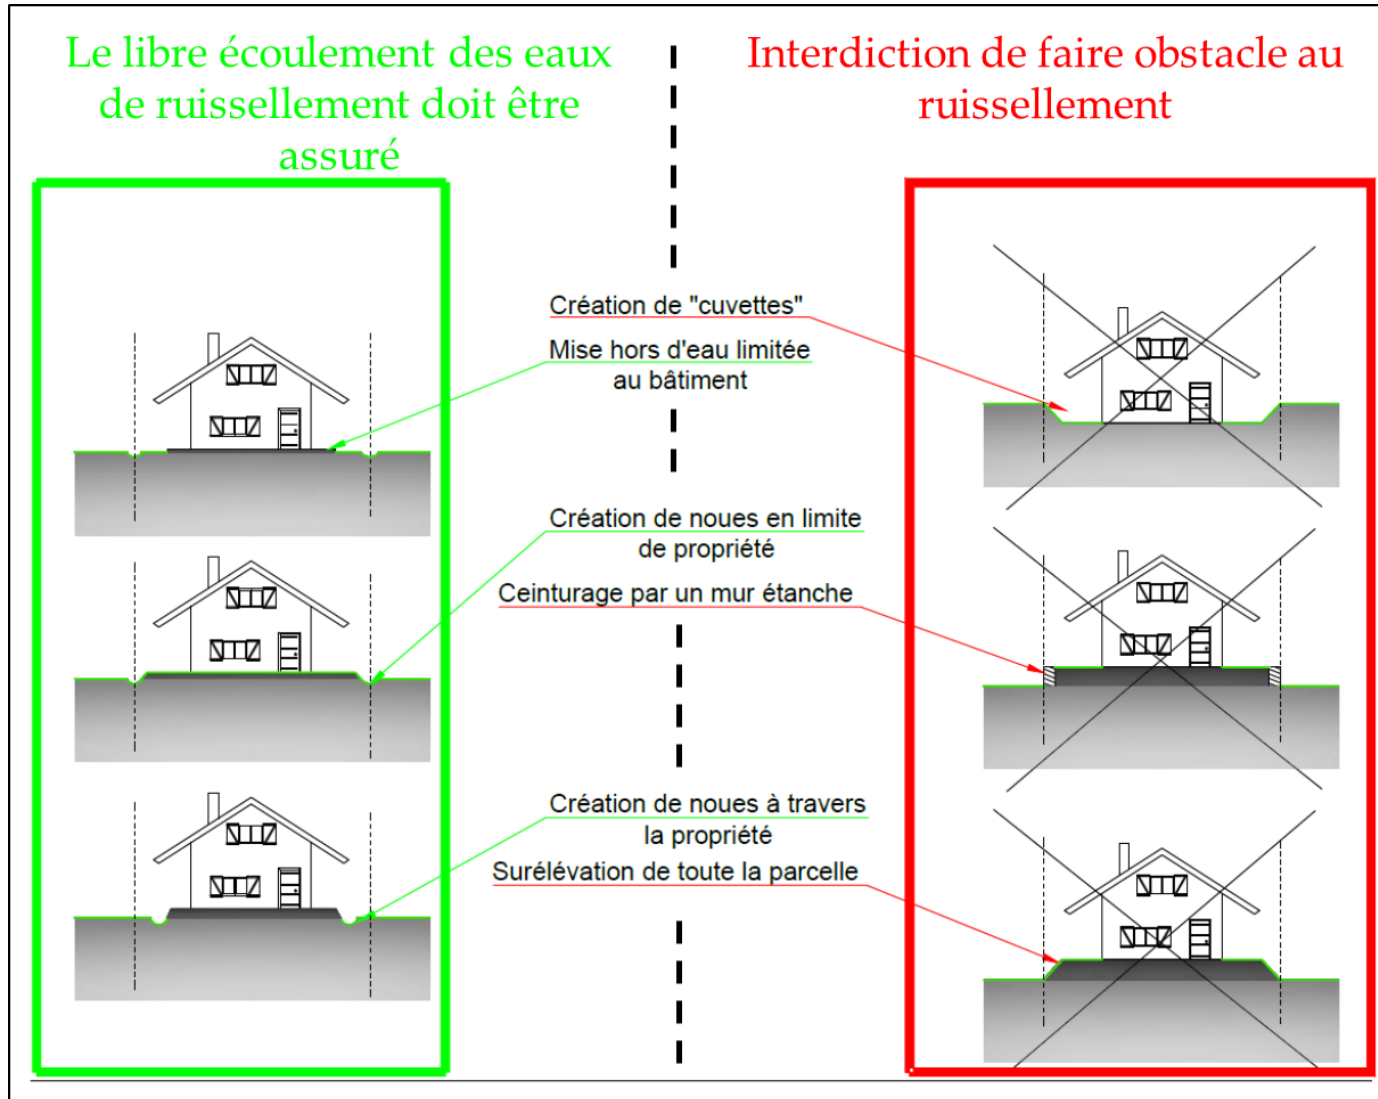 Le libre écoulement des eaux
de ruissellement doit être
assuré
Interdiction de faire obstacle au
ruissellement
Création de "cuvettes"
Mise hors d'eau limitée
au bâtiment
Création de noues en limite
de propriété
Ceinturage par un mur étanche
Création de noues à travers
la propriété
Surélévation de toute la parcelle